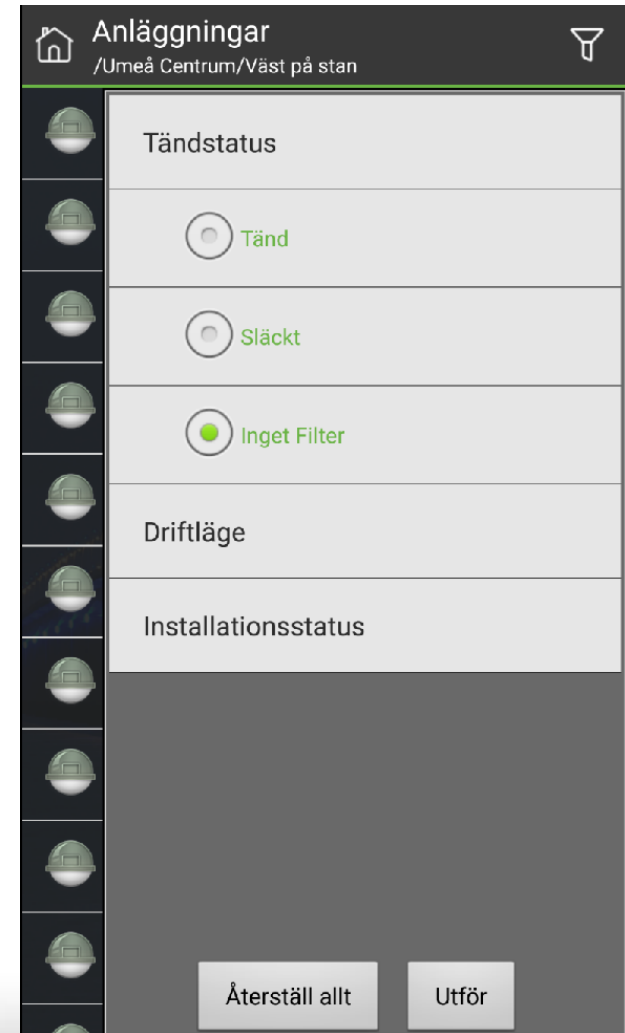 Anläggningar
/Umeå Centrum/Väst på stan
Tändstatus
Tänd
Släckt
Inget Filter
Driftläge
Installationsstatus
Återställ allt
Utför